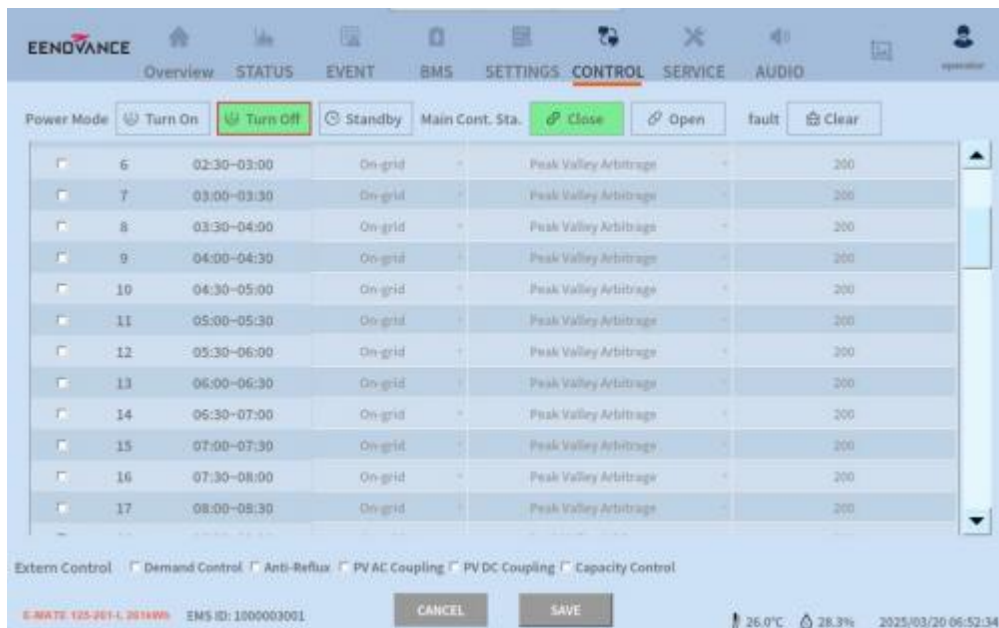 EENOVANCE
Overview STATUS EVENT BMS SETTINGS CONTROL SERVICE AUDIO
operator
Power Mode Turn On Turn Off Standby Main Cont. Sta. Close Open fault Clear
6 02:30~03:00 On-grid Peak Valley Arbitrage 200
7 03:00~03:30 On-grid Peak Valley Arbitrage 200
8 03:30~04:00 On-grid Peak Valley Arbitrage 200
9 04:00~04:30 On-grid Peak Valley Arbitrage 200
10 04:30~05:00 On-grid Peak Valley Arbitrage 200
11 05:00~05:30 On-grid Peak Valley Arbitrage 200
12 05:30~06:00 On-grid Peak Valley Arbitrage 200
13 06:00~06:30 On-grid Peak Valley Arbitrage 200
14 06:30~07:00 On-grid Peak Valley Arbitrage 200
15 07:00~07:30 On-grid Peak Valley Arbitrage 200
16 07:30~08:00 On-grid Peak Valley Arbitrage 200
17 08:00~08:30 On-grid Peak Valley Arbitrage 200
Extern Control Demand Control Anti-Reflux PV AC Coupling PV DC Coupling Capacity Control
E-MATE 125-261-L 261kWh EMS ID: 1000003001 CANCEL SAVE 26.0°C 28.3% 2025/03/20 06:52:34